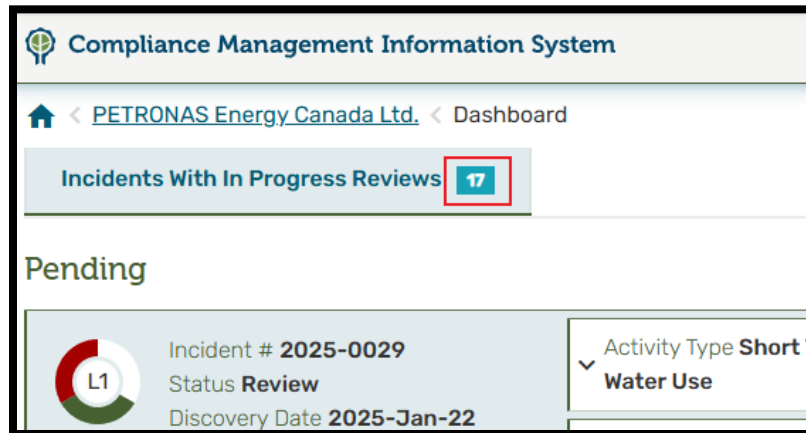 Compliance Management Information System
< PETRONAS Energy Canada Ltd. < Dashboard
Incidents With In Progress Reviews 17
Pending
L1
Incident # 2025-0029
Status Review
Discovery Date 2025-Jan-22
Activity Type Short
Water Use